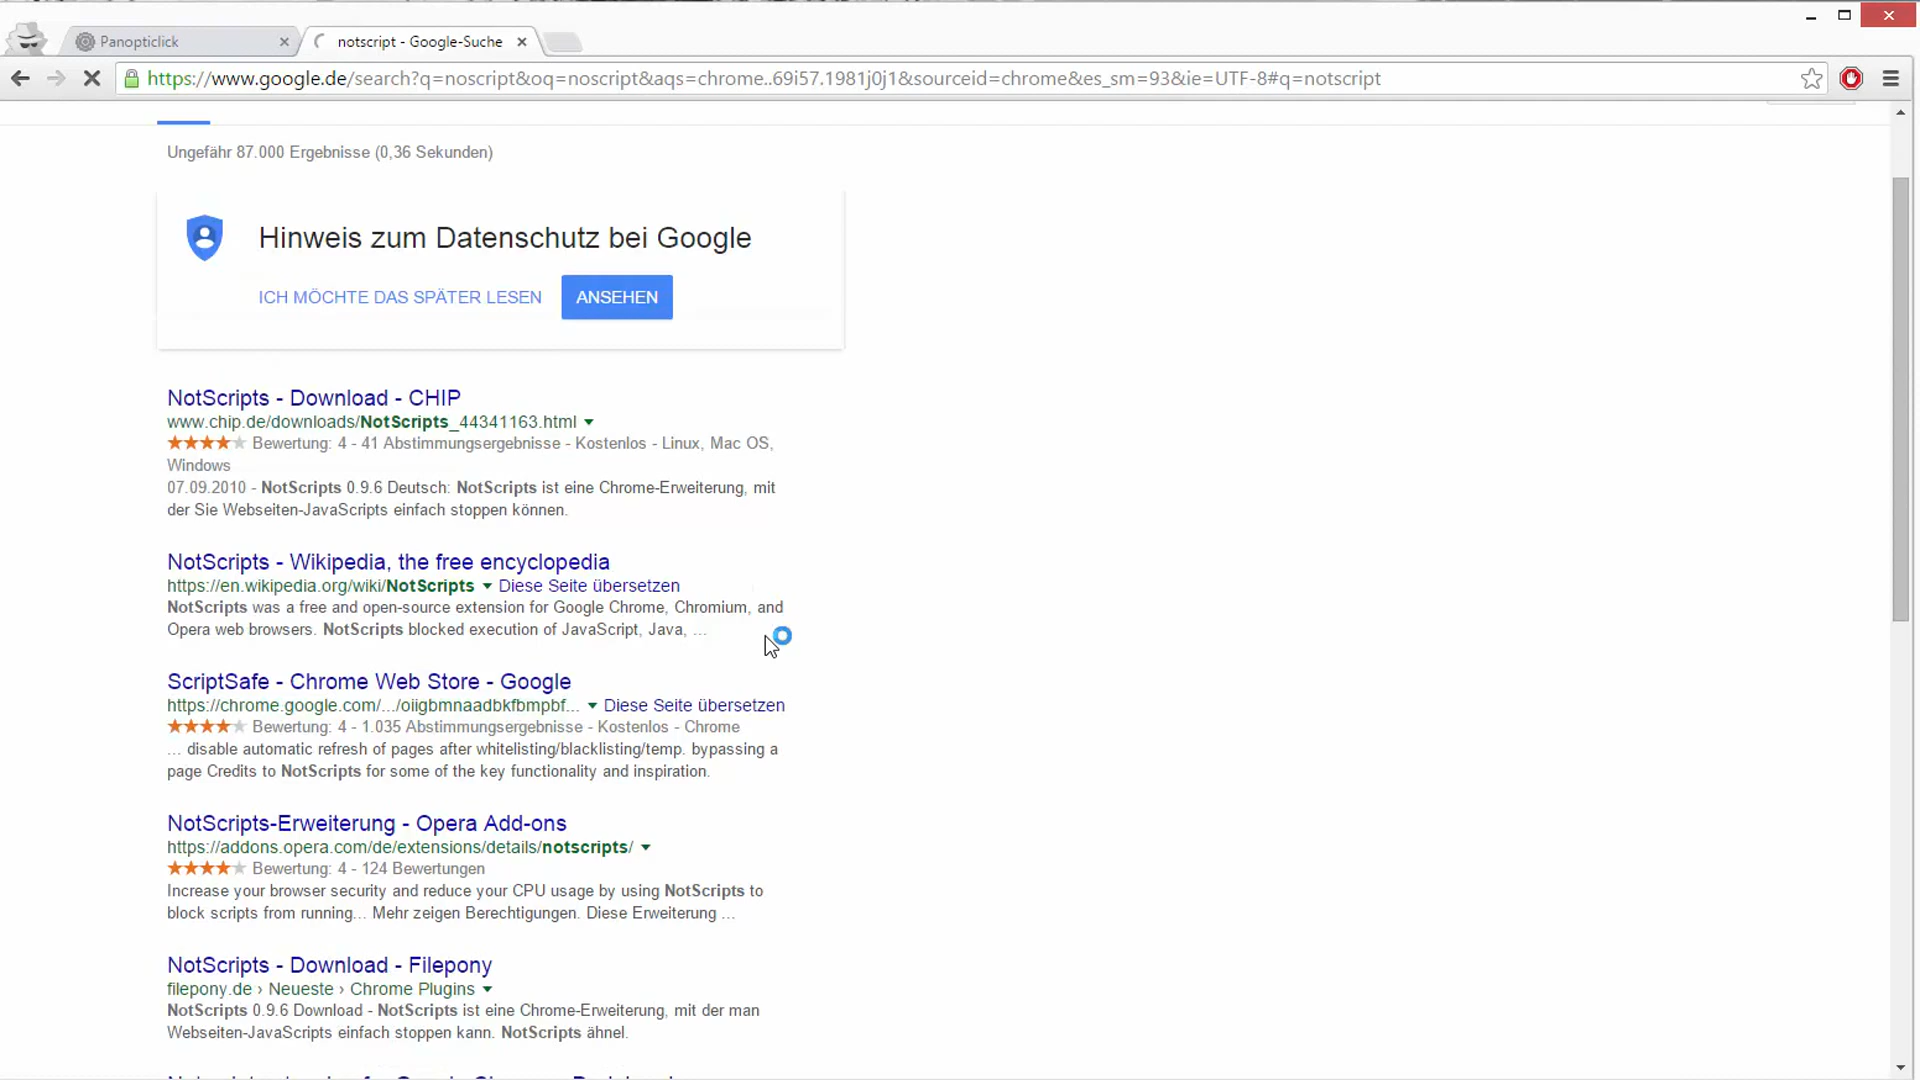 Panopticlick
notscript - Google-Suche
https://www.google.de/search?q=noscript&oq=noscript&aqs=chrome..69i57.1981j0j1&sourceid=chrome&es_sm=93&ie=UTF-8#q=notscript
Ungefähr 87.000 Ergebnisse (0,36 Sekunden)
Hinweis zum Datenschutz bei Google
ICH MÖCHTE DAS SPÄTER LESEN ANSEHEN
NotScripts - Download - CHIP
www.chip.de/downloads/NotScripts_44341163.html
Bewertung: 4 - 41 Abstimmungsergebnisse - Kostenlos - Linux, Mac OS,
Windows
07.09.2010 - NotScripts 0.9.6 Deutsch: NotScripts ist eine Chrome-Erweiterung, mit
der Sie Webseiten-JavaScripts einfach stoppen können.
NotScripts - Wikipedia, the free encyclopedia
https://en.wikipedia.org/wiki/NotScripts Diese Seite übersetzen
NotScripts was a free and open-source extension for Google Chrome, Chromium, and
Opera web browsers. NotScripts blocked execution of JavaScript, Java, ...
ScriptSafe - Chrome Web Store - Google
https://chrome.google.com/.../oiigbmnaadbkfbmpbf... Diese Seite übersetzen
Bewertung: 4 - 1.035 Abstimmungsergebnisse - Kostenlos - Chrome
... disable automatic refresh of pages after whitelisting/blacklisting/temp. bypassing a
page Credits to NotScripts for some of the key functionality and inspiration.
NotScripts-Erweiterung - Opera Add-ons
https://addons.opera.com/de/extensions/details/notscripts/
Bewertung: 4 - 124 Bewertungen
Increase your browser security and reduce your CPU usage by using NotScripts to
block scripts from running... Mehr zeigen Berechtigungen. Diese Erweiterung ...
NotScripts - Download - Filepony
filepony.de › Neueste › Chrome Plugins
NotScripts 0.9.6 Download - NotScripts ist eine Chrome-Erweiterung, mit der man
Webseiten-JavaScripts einfach stoppen kann. NotScripts ähnel.